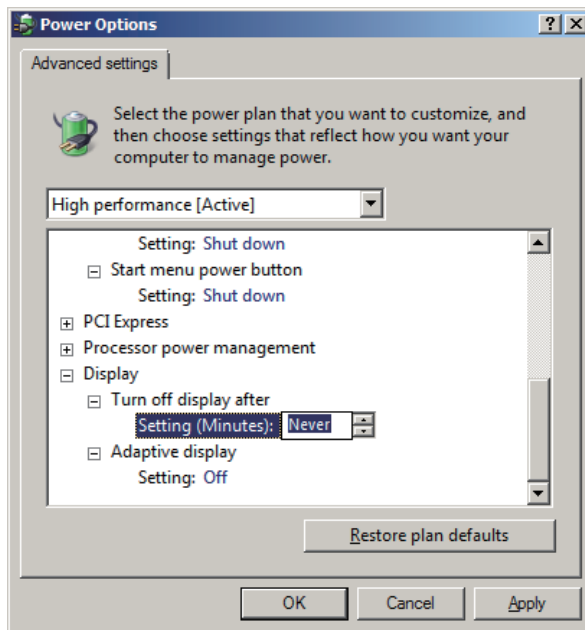 Power Options
Advanced settings
Select the power plan that you want to customize, and
then choose settings that reflect how you want your
computer to manage power.
High performance [Active]
Setting: Shut down
Start menu power button
Setting: Shut down
PCI Express
Processor power management
Display
Turn off display after
Setting (Minutes): Never
Adaptive display
Setting: Off
Restore plan defaults
OK Cancel Apply